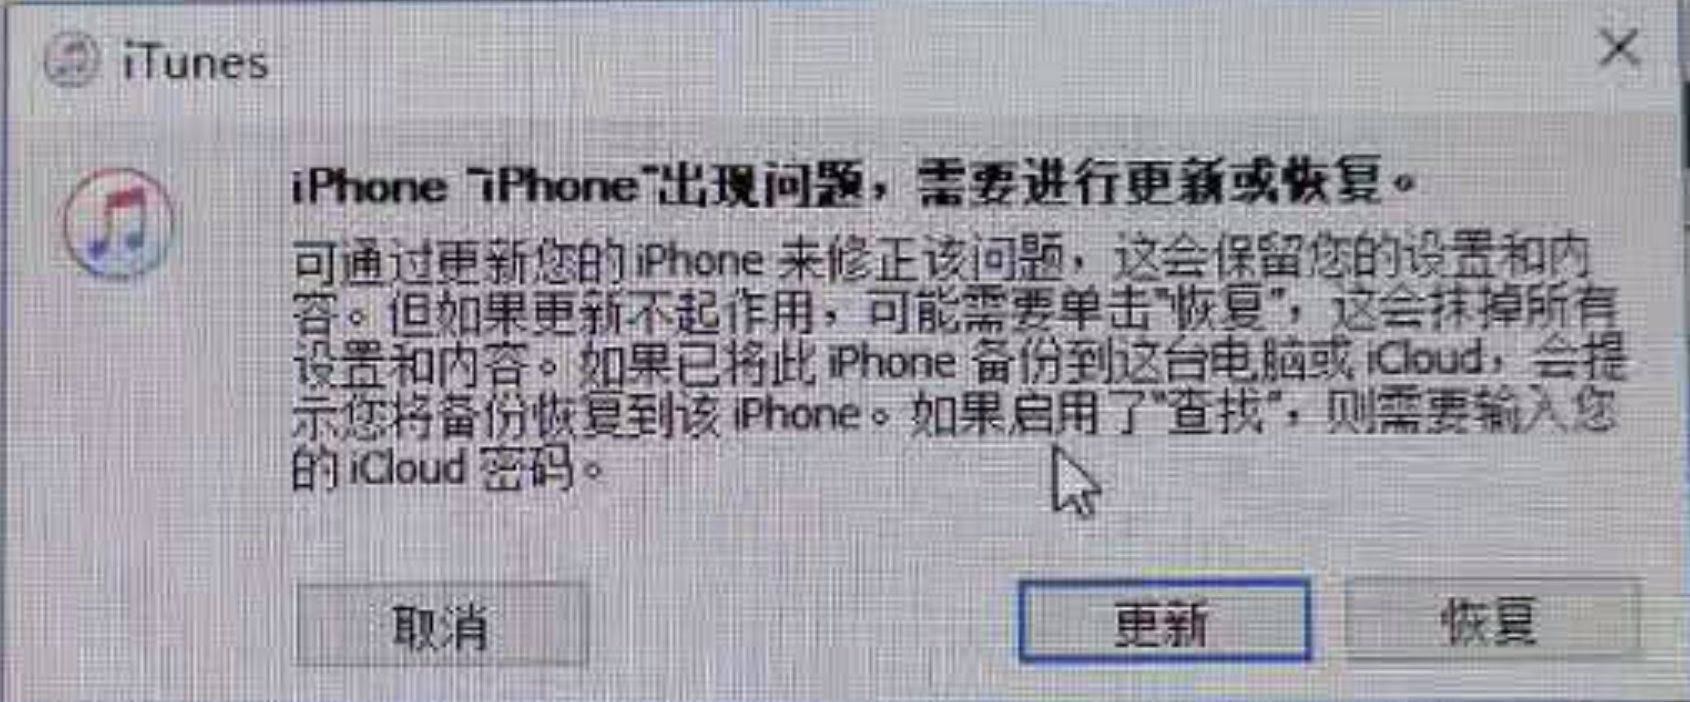 iTunes
iPhone “iPhone”出现问题，需要进行更新或恢复。
可通过更新您的 iPhone 来修正该问题，这会保留您的设置和内
容。但如果更新不起作用，可能需要单击“恢复”，这会抹掉所有
设置和内容。如果已将此 iPhone 备份到这台电脑或 iCloud，会提
示您将备份恢复到该 iPhone。如果启用了“查找”，则需要输入您
的 iCloud 密码。
取消 更新 恢复